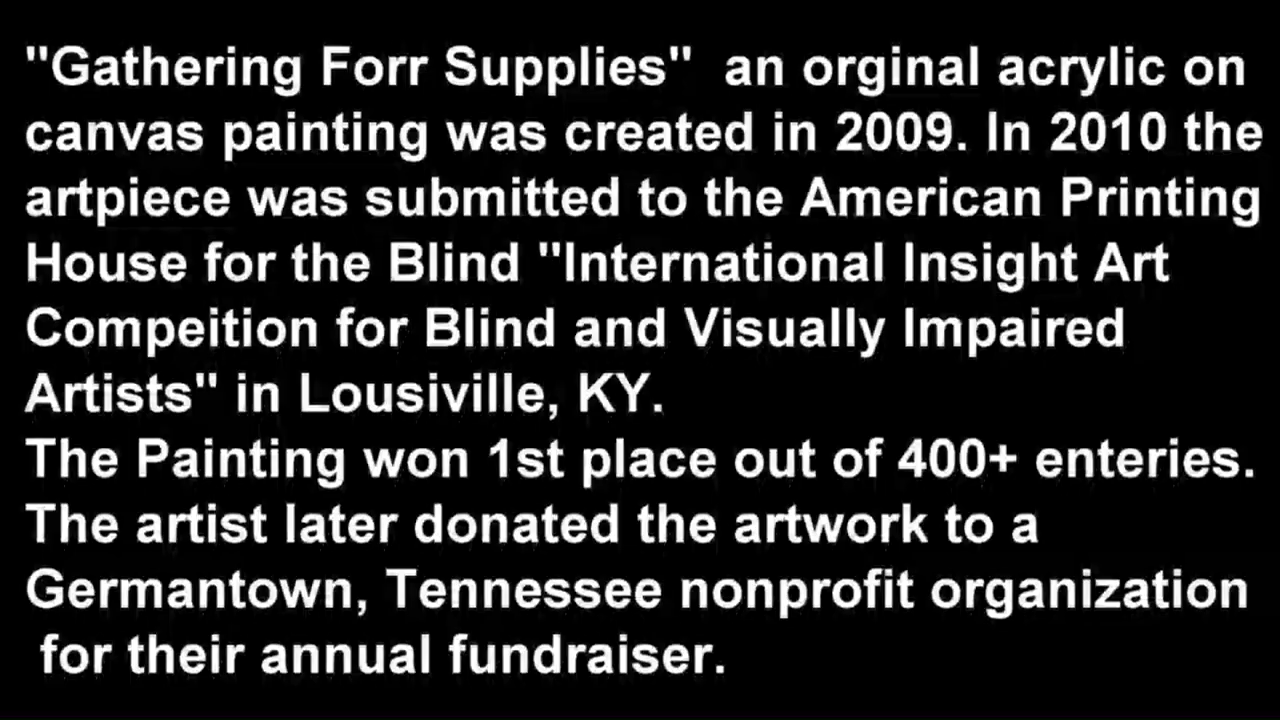 "Gathering Forr Supplies"  an orginal acrylic on
canvas painting was created in 2009. In 2010 the
artpiece was submitted to the American Printing
House for the Blind "International Insight Art
Compeition for Blind and Visually Impaired
Artists" in Lousiville, KY.
The Painting won 1st place out of 400+ enteries.
The artist later donated the artwork to a
Germantown, Tennessee nonprofit organization
for their annual fundraiser.